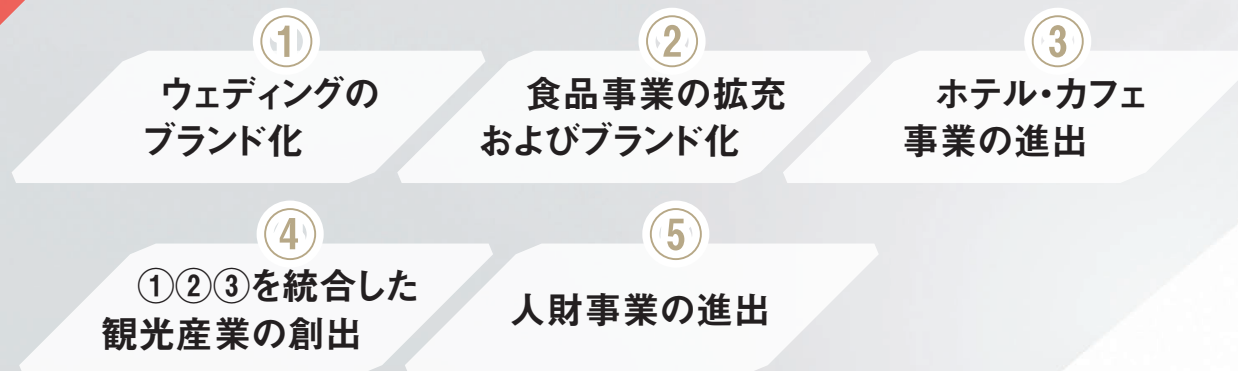 ①
ウェディングの
ブランド化
②
食品事業の拡充
およびブランド化
③
ホテル・カフェ
事業の進出
④
①②③を統合した
観光産業の創出
⑤
人財事業の進出